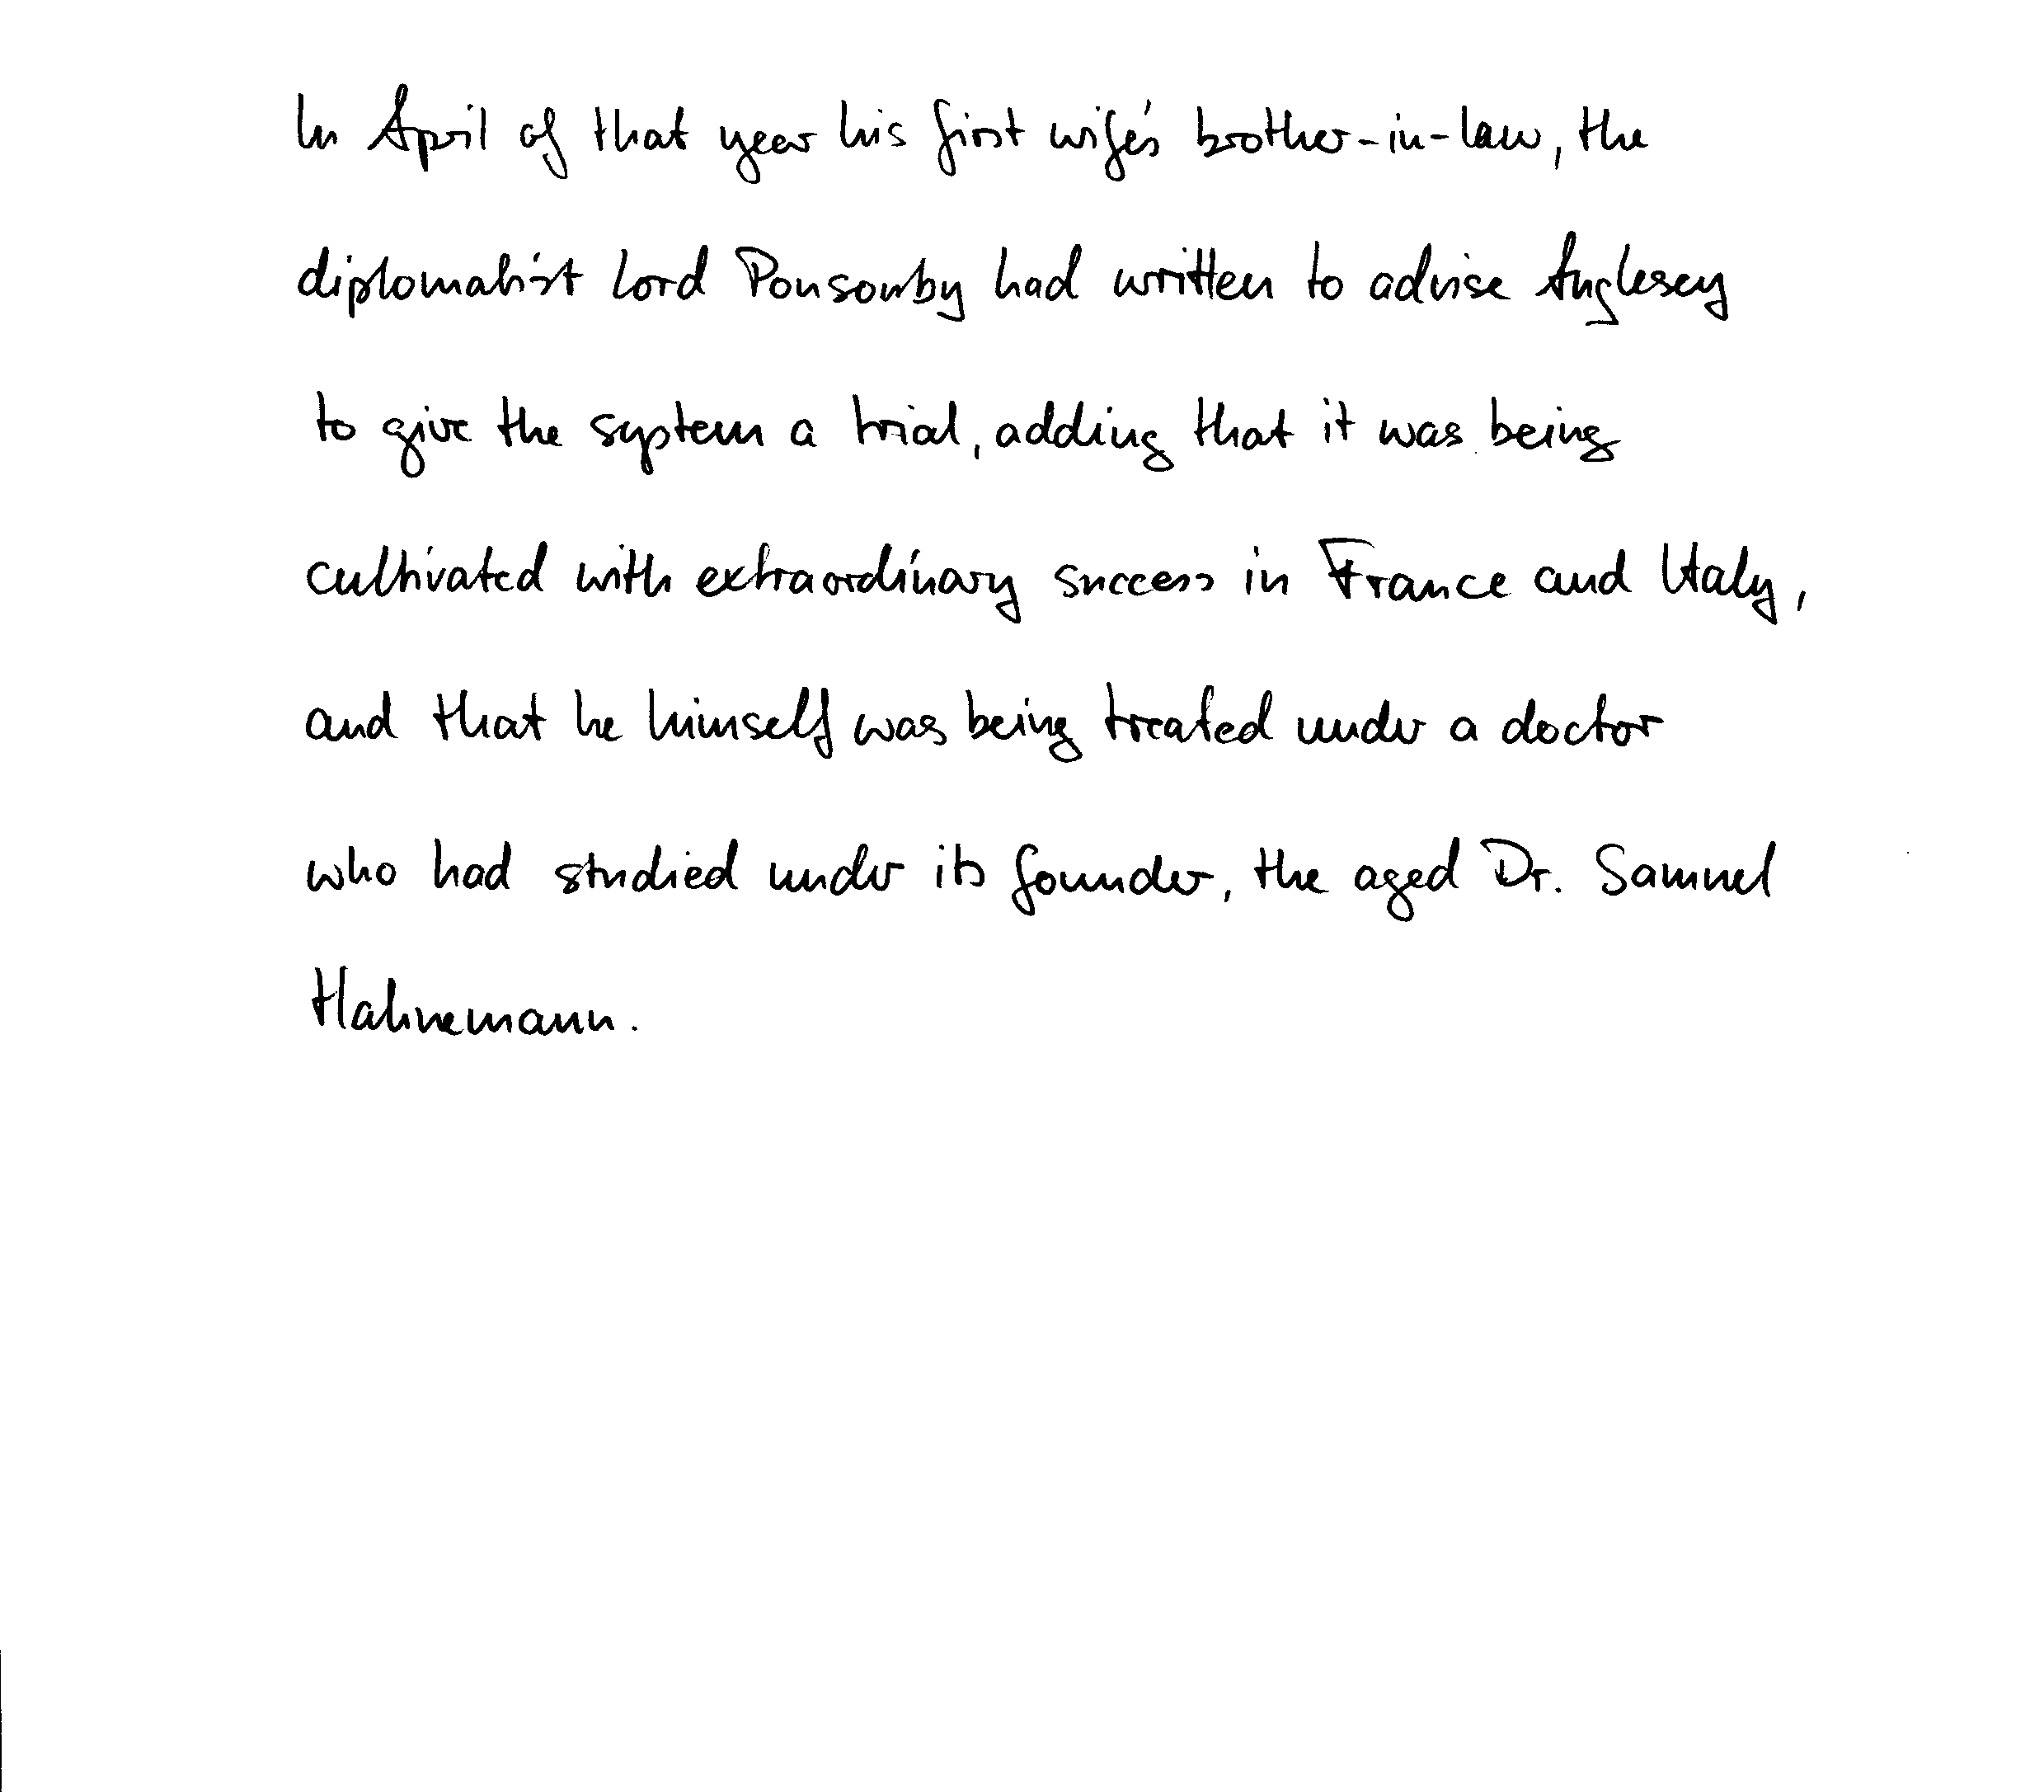 In April of that year his first wife's brother-in-law, the
diplomatist Lord Ponsonby had written to advise Anglesey
to give the system a trial, adding that it was being
cultivated with extraordinary success in France and Italy,
and that he himself was being treated under a doctor
who had studied under its founder, the aged Dr. Samuel
Hahnemann.